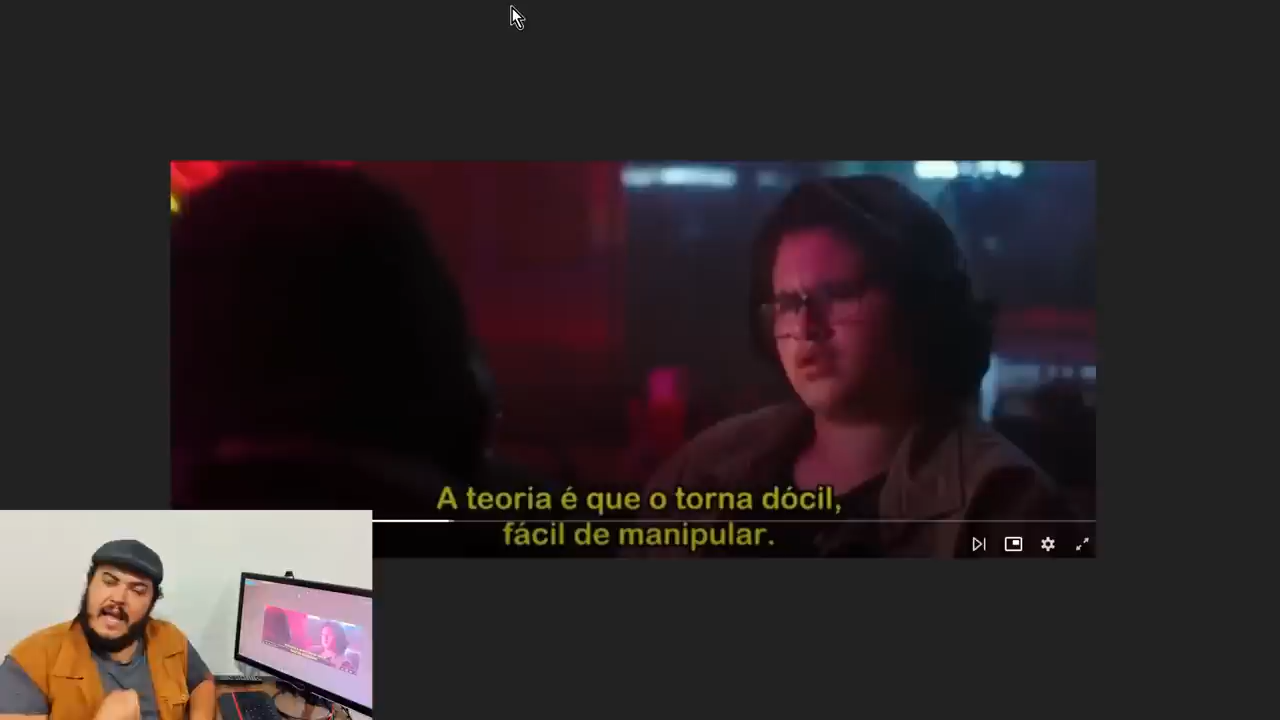 A teoria é que o torna dócil,
fácil de manipular.